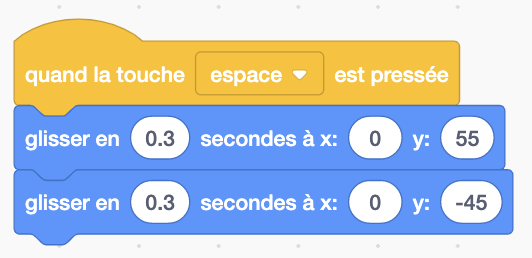 quand la touche espace est pressée
glisser en 0.3 secondes à x: 0 y: 55
glisser en 0.3 secondes à x: 0 y: -45